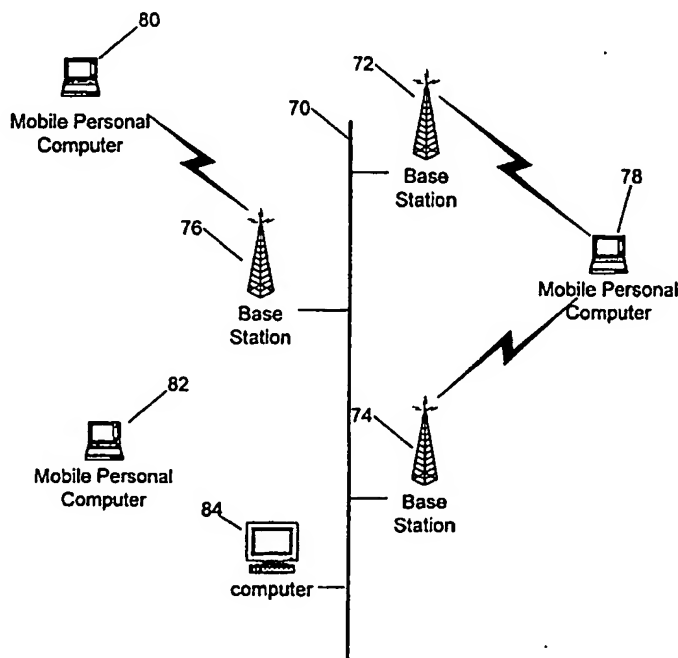 80
Mobile Personal
Computer
72
70
Base
Station
78
Mobile Personal
Computer
76
Base
Station
82
Mobile Personal
Computer
74
Base
Station
84
computer